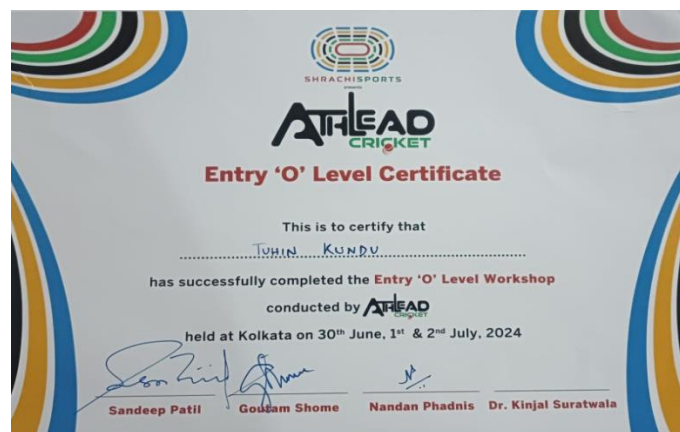 SHRACHISPORTS
presents
ATHLEAD
CRICKET
Entry ‘O’ Level Certificate
This is to certify that
TUHIN KUNDU
has successfully completed the Entry ‘O’ Level Workshop
conducted by ATHLEAD CRICKET
held at Kolkata on 30th June, 1st & 2nd July, 2024
Sandeep Patil Goutam Shome Nandan Phadnis Dr. Kinjal Suratwala